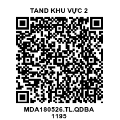 TAND KHU VỰC 2
MDA180526.TL.QDBA
1195